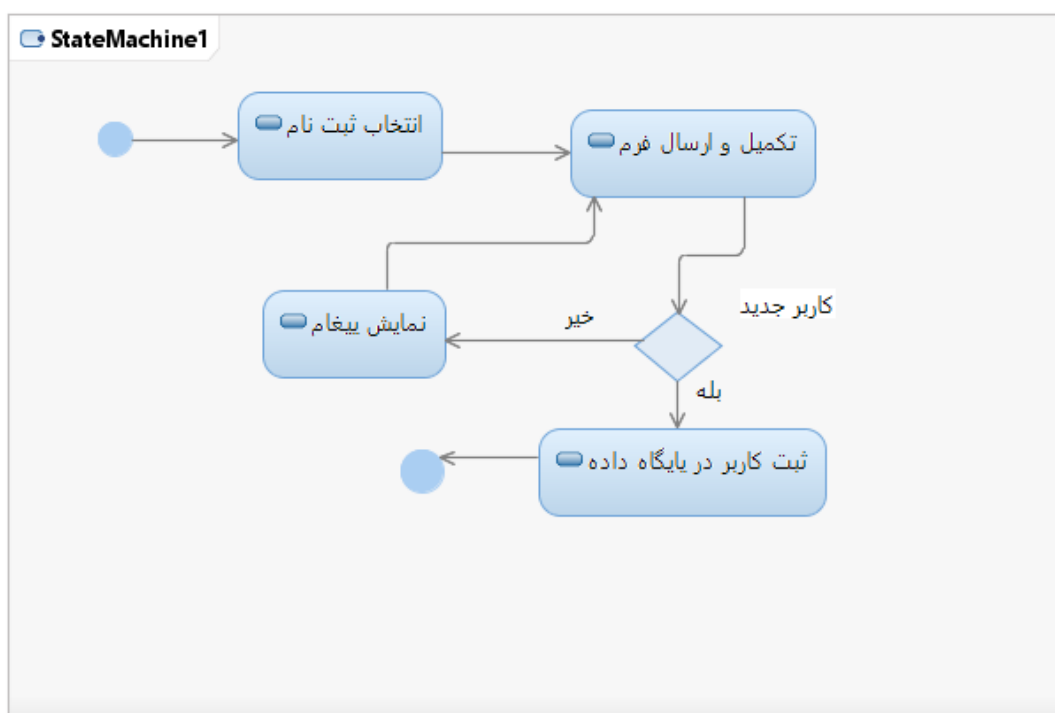 StateMachine1
انتخاب ثبت نام
تکمیل و ارسال فرم
کاربر جدید
خیر
نمایش پیغام
بله
ثبت کاربر در پایگاه داده